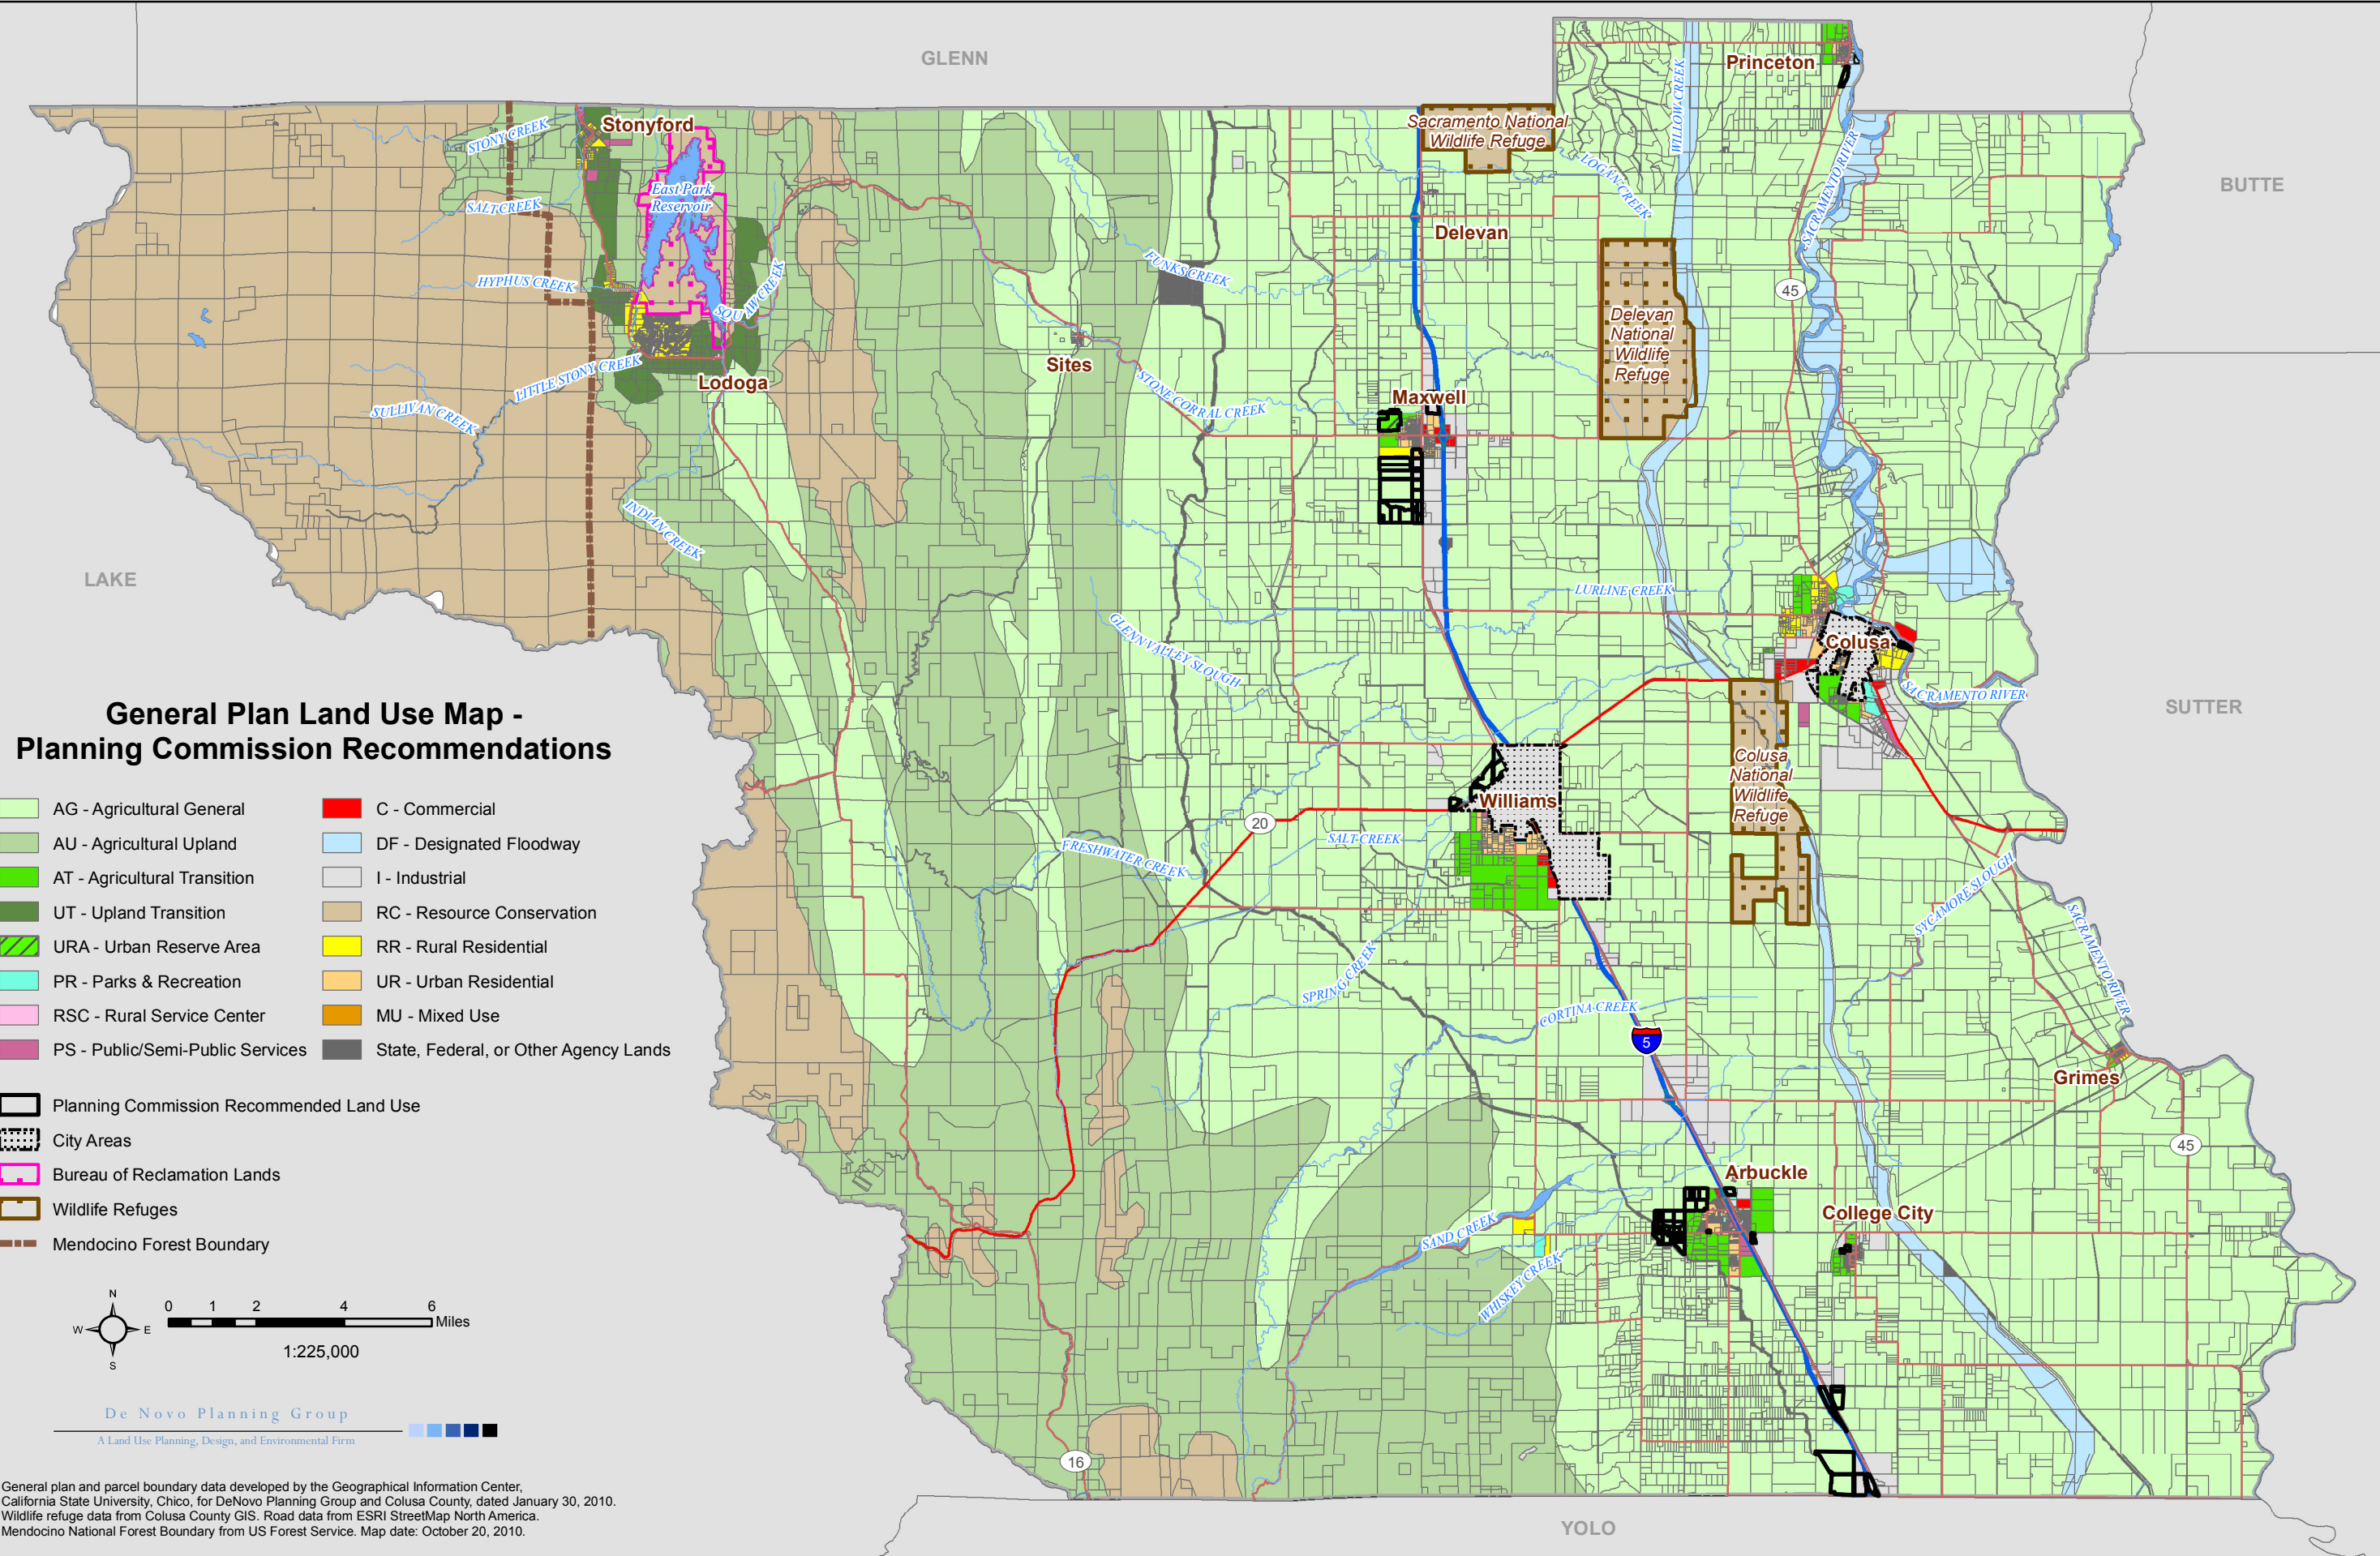 GLENN
Princeton
WILLOW CREEK
Stonyford
STONY CREEK
Sacramento National
Wildlife Refuge
LOGAN CREEK
SACRAMENTO RIVER
BUTTE
East Park
Reservoir
SALT CREEK
Delevan
FUNKS CREEK
HYPHUS CREEK
SQUAW CREEK
45
Delevan
National
Wildlife
Refuge
Sites
Lodoga
LITTLE STONY CREEK
STONE CORRAL CREEK
Maxwell
SULLIVAN CREEK
INDIAN CREEK
LAKE
LURLINE CREEK
GLENN VALLEY SLOUGH
Colusa
SACRAMENTO RIVER
SUTTER
General Plan Land Use Map -
Planning Commission Recommendations
Colusa
National
Wildlife
Refuge
Williams
20
SALT CREEK
FRESHWATER CREEK
SYCAMORE SLOUGH
SACRAMENTO RIVER
SPRING CREEK
CORTINA CREEK
5
Grimes
45
Arbuckle
College City
SAND CREEK
WHISKEY CREEK
16
YOLO
AG - Agricultural General
AU - Agricultural Upland
AT - Agricultural Transition
UT - Upland Transition
URA - Urban Reserve Area
PR - Parks & Recreation
RSC - Rural Service Center
PS - Public/Semi-Public Services
C - Commercial
DF - Designated Floodway
I - Industrial
RC - Resource Conservation
RR - Rural Residential
UR - Urban Residential
MU - Mixed Use
State, Federal, or Other Agency Lands
Planning Commission Recommended Land Use
City Areas
Bureau of Reclamation Lands
Wildlife Refuges
Mendocino Forest Boundary
N
W E
S
0 1 2 4 6
Miles
1:225,000
De Novo Planning Group
A Land Use Planning, Design, and Environmental Firm
General plan and parcel boundary data developed by the Geographical Information Center,
California State University, Chico, for DeNovo Planning Group and Colusa County, dated January 30, 2010.
Wildlife refuge data from Colusa County GIS. Road data from ESRI StreetMap North America.
Mendocino National Forest Boundary from US Forest Service. Map date: October 20, 2010.